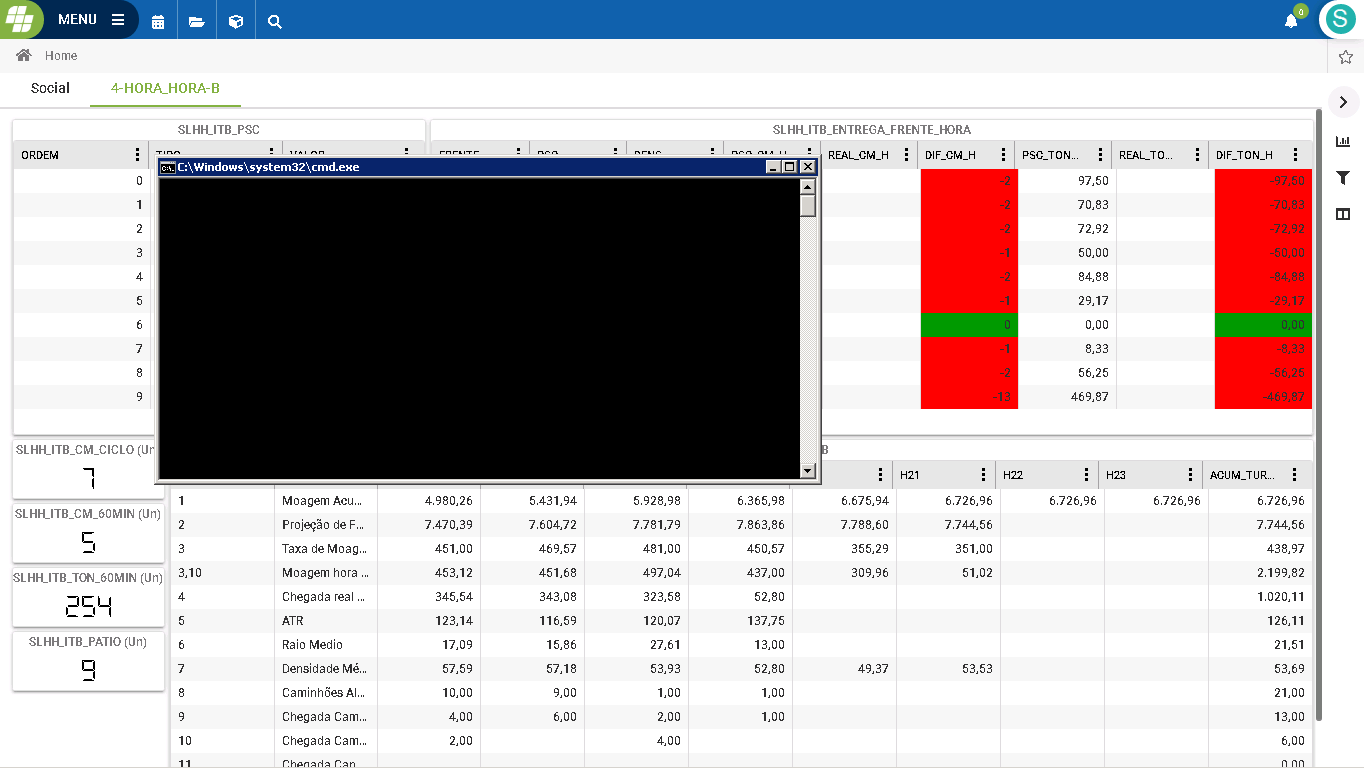 MENU
0
S
Home
Social 4-HORA_HORA-B
SLHH_ITB_PSC SLHH_ITB_ENTREGA_FRENTE_HORA
ORDEM REAL_CM_H DIF_CM_H PSC_TON... REAL_TO... DIF_TON_H
C:\Windows\system32\cmd.exe
0 -2 97,50 -97,50
1 -2 70,83 -70,83
2 -2 72,92 -72,92
3 -1 50,00 -50,00
4 -2 84,88 -84,88
5 -1 29,17 -29,17
6 0 0,00 0,00
7 -1 8,33 -8,33
8 -2 56,25 -56,25
9 -13 469,87 -469,87
SLHH_ITB_CM_CICLO (Un B
7
H21 H22 H23 ACUM_TUR...
1 Moagem Acu... 4.980,26 5.431,94 5.928,98 6.365,98 6.675,94 6.726,96 6.726,96 6.726,96 6.726,96
SLHH_ITB_CM_60MIN (Un)
5
2 Projeção de F... 7.470,39 7.604,72 7.781,79 7.863,86 7.788,60 7.744,56 7.744,56
3 Taxa de Moag... 451,00 469,57 481,00 450,57 355,29 351,00 438,97
SLHH_ITB_TON_60MIN (Un)
254
3,10 Moagem hora ... 453,12 451,68 497,04 437,00 309,96 51,02 2.199,82
4 Chegada real ... 345,54 343,08 323,58 52,80 1.020,11
5 ATR 123,14 116,59 120,07 137,75 126,11
SLHH_ITB_PATIO (Un)
9
6 Raio Medio 17,09 15,86 27,61 13,00 21,51
7 Densidade Mé... 57,59 57,18 53,93 52,80 49,37 53,53 53,69
8 Caminhões Al... 10,00 9,00 1,00 1,00 21,00
9 Chegada Cam... 4,00 6,00 2,00 1,00 13,00
10 Chegada Cam... 2,00 4,00 6,00
11 Chegada Can 0,00